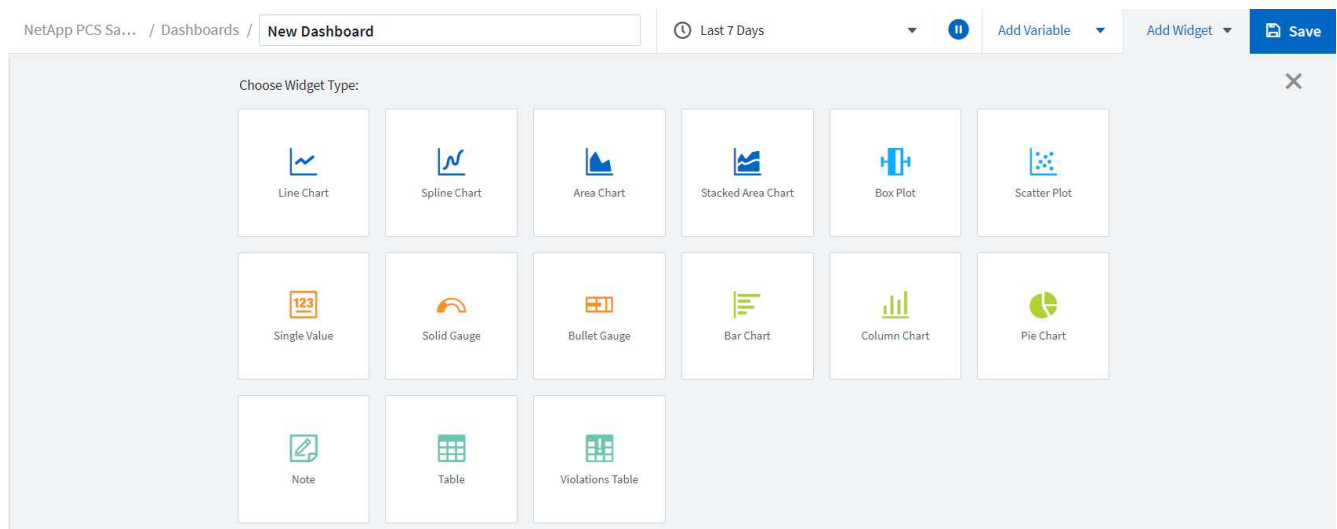 NetApp PCS Sa... / Dashboards / New Dashboard Last 7 Days Add Variable Add Widget Save
Choose Widget Type:
Line Chart Spline Chart Area Chart Stacked Area Chart Box Plot Scatter Plot
123
Single Value Solid Gauge Bullet Gauge Bar Chart Column Chart Pie Chart
Note Table Violations Table